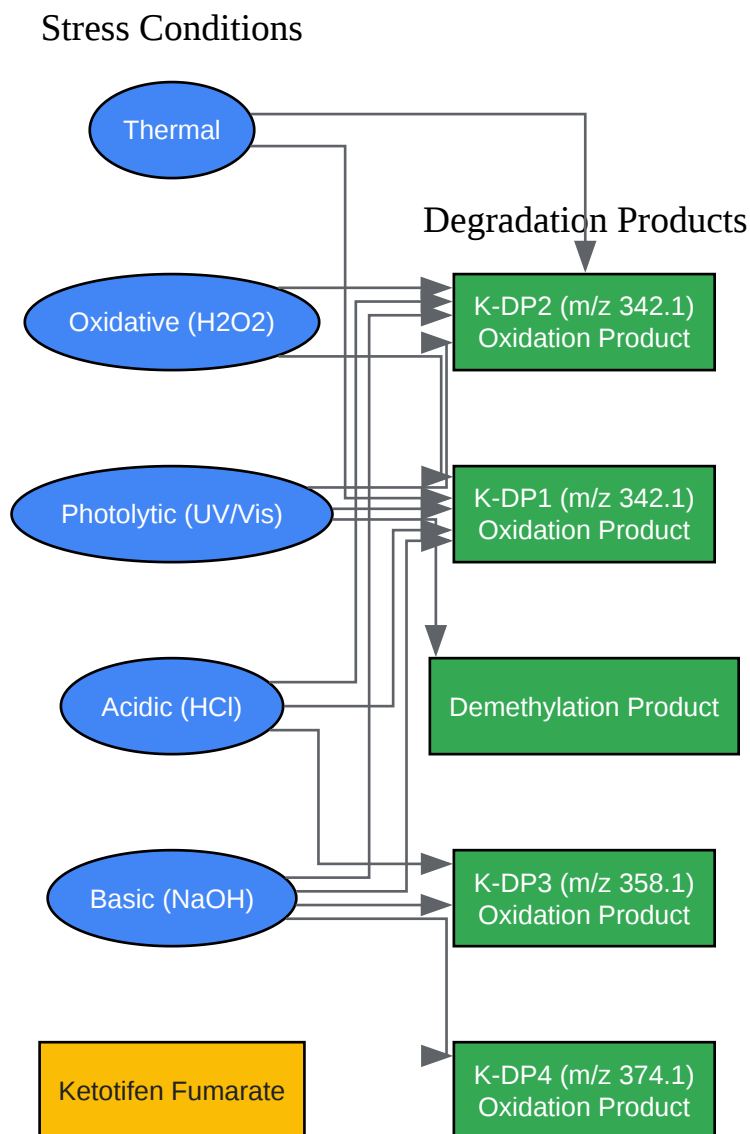 Stress Conditions
Thermal
Degradation Products
Oxidative (H2O2)
K-DP2 (m/z 342.1)
Oxidation Product
Photolytic (UV/Vis)
K-DP1 (m/z 342.1)
Oxidation Product
Acidic (HCl)
Demethylation Product
Basic (NaOH)
K-DP3 (m/z 358.1)
Oxidation Product
Ketotifen Fumarate
K-DP4 (m/z 374.1)
Oxidation Product